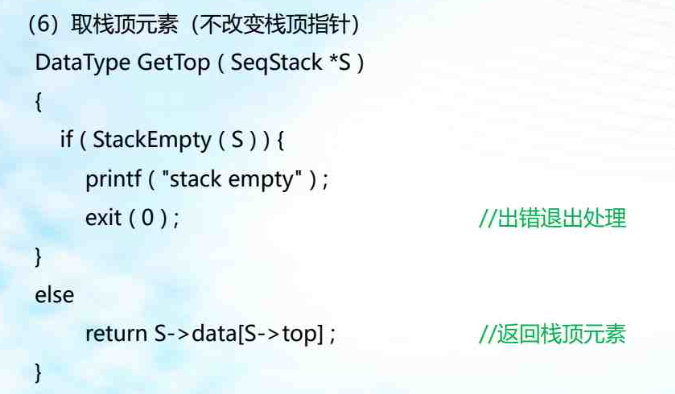 （6）取栈顶元素（不改变栈顶指针）
DataType GetTop ( SeqStack *S )
{
if ( StackEmpty ( S ) ) {
printf ( "stack empty" ) ;
exit ( 0 ) ; //出错退出处理
}
else
return S->data[S->top] ; //返回栈顶元素
}